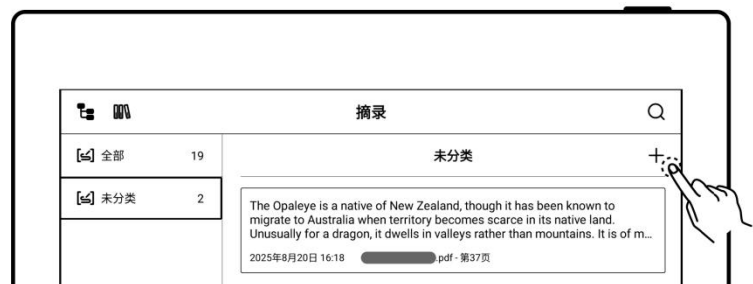 摘录
全部 19
未分类
未分类 2
The Opaleye is a native of New Zealand, though it has been known to
migrate to Australia when territory becomes scarce in its native land.
Unusually for a dragon, it dwells in valleys rather than mountains. It is of m...
2025年8月20日 16:18 .pdf - 第37页